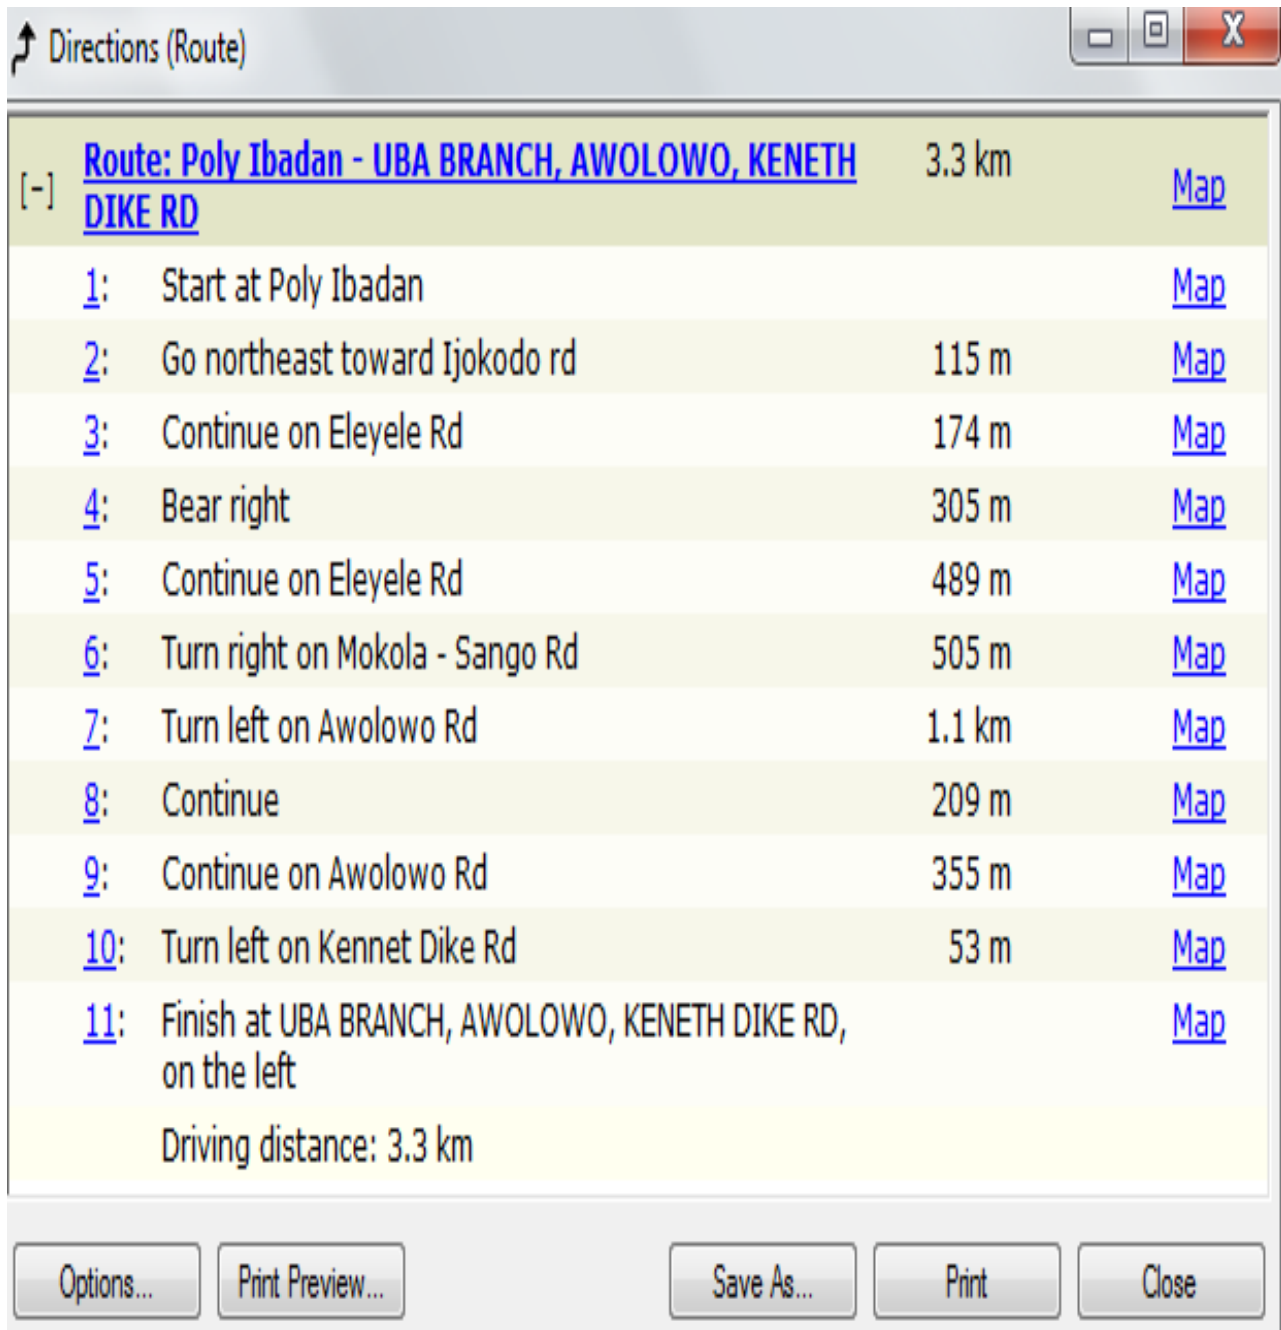 Directions (Route)
[-] Route: Poly Ibadan - UBA BRANCH, AWOLOWO, KENETH 3.3 km Map
DIKE RD
1: Start at Poly Ibadan Map
2: Go northeast toward Ijokodo rd 115 m Map
3: Continue on Eleyele Rd 174 m Map
4: Bear right 305 m Map
5: Continue on Eleyele Rd 489 m Map
6: Turn right on Mokola - Sango Rd 505 m Map
7: Turn left on Awolowo Rd 1.1 km Map
8: Continue 209 m Map
9: Continue on Awolowo Rd 355 m Map
10: Turn left on Kennet Dike Rd 53 m Map
11: Finish at UBA BRANCH, AWOLOWO, KENETH DIKE RD, Map
on the left
Driving distance: 3.3 km
Options... Print Preview... Save As... Print Close